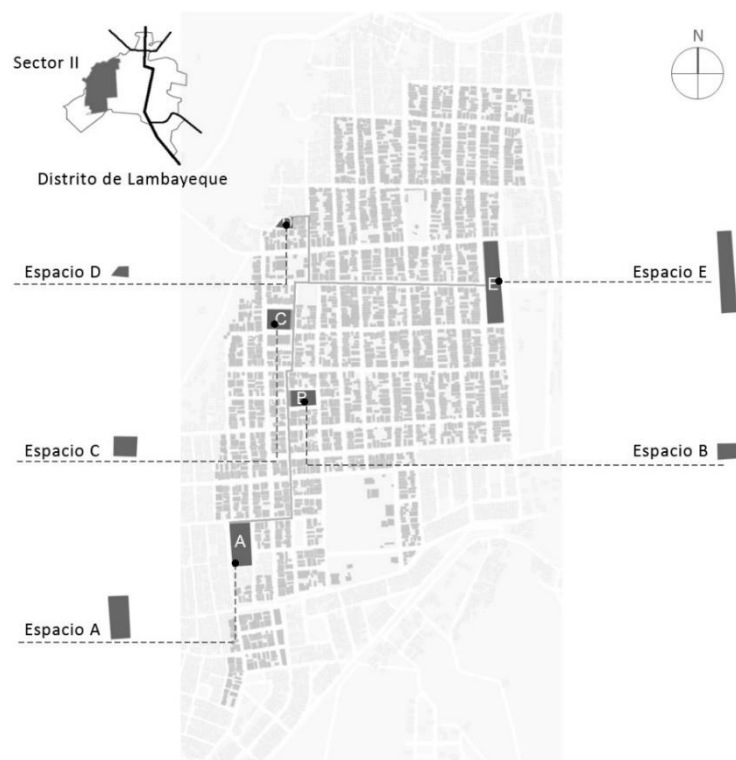 N
Sector II
Distrito de Lambayeque
Espacio D
Espacio E
E
C
B
Espacio C
Espacio B
A
Espacio A